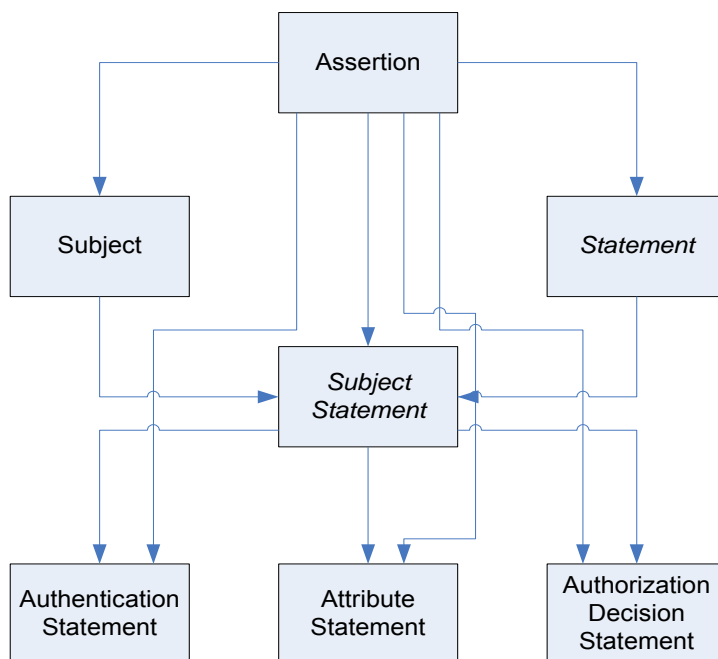 Assertion
Subject
Statement
Subject
Statement
Authentication
Statement
Attribute
Statement
Authorization
Decision
Statement